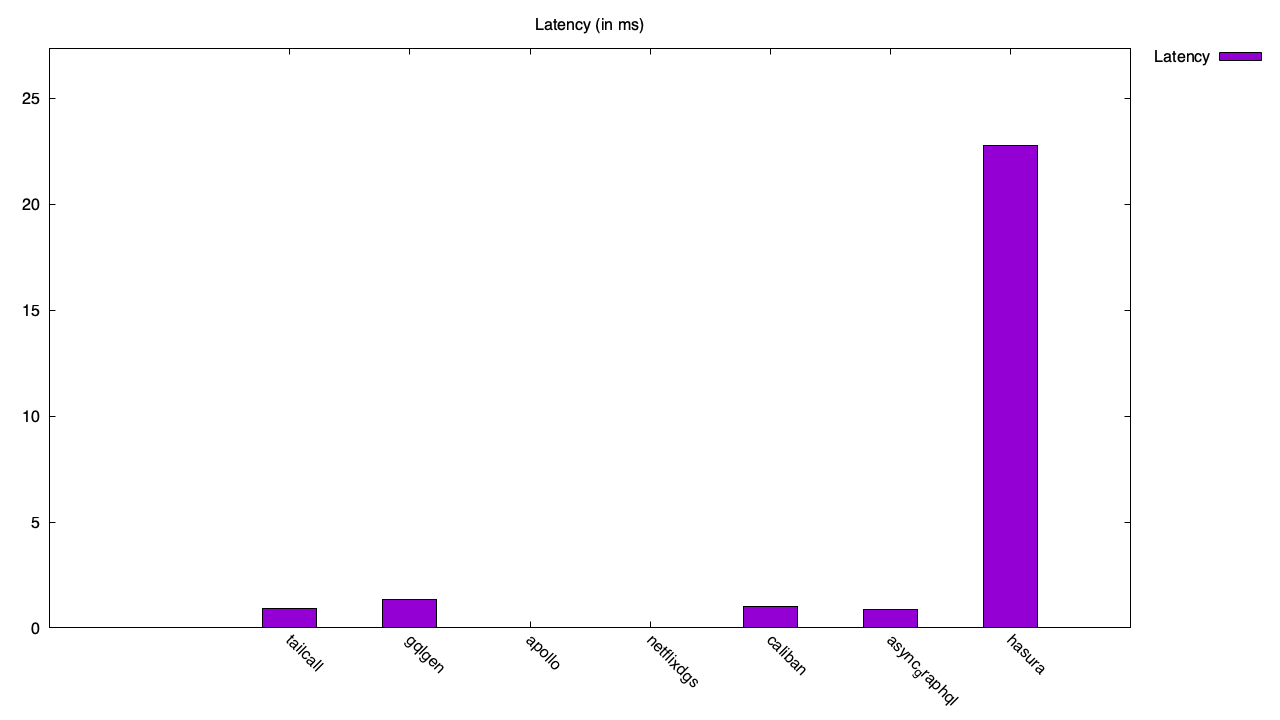 Latency (in ms)
Latency
25
20
15
10
5
0
tailcall
gqlgen
apollo
netflixdgs
caliban
async_graphql
hasura